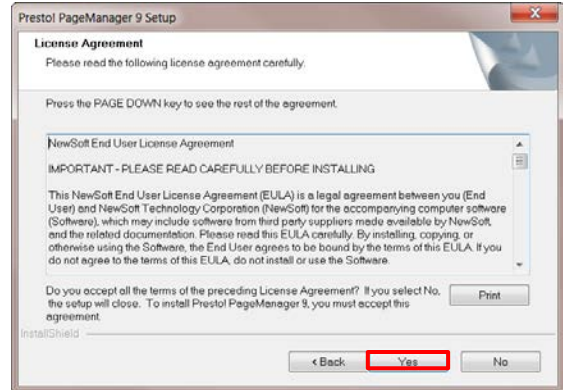 Presto! PageManager 9 Setup
License Agreement
Please read the following license agreement carefully.
Press the PAGE DOWN key to see the rest of the agreement.
NewSoft End User License Agreement
IMPORTANT - PLEASE READ CAREFULLY BEFORE INSTALLING
This NewSoft End User License Agreement (EULA) is a legal agreement between you (End
User) and NewSoft Technology Corporation (NewSoft) for the accompanying computer software
(Software), which may include software from third party suppliers made available by NewSoft,
and the related documentation. Please read this EULA carefully. By installing, copying, or
otherwise using the Software, the End User agrees to be bound by the terms of this EULA. If you
do not agree to the terms of this EULA, do not install or use the Software.
Do you accept all the terms of the preceding License Agreement? If you select No,
the setup will close. To install Presto! PageManager 9, you must accept this
agreement.
Print
InstallShield
< Back
Yes
No